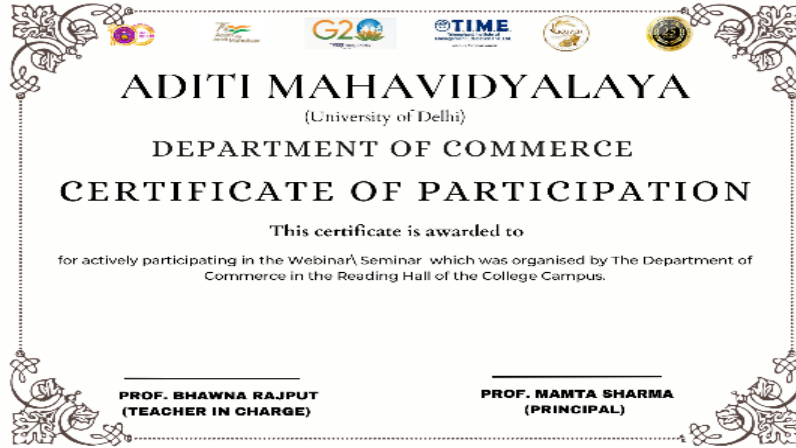 G20
T.I.M.E.
25
ADITI MAHAVIDYALAYA
(University of Delhi)
DEPARTMENT OF COMMERCE
CERTIFICATE OF PARTICIPATION
This certificate is awarded to
for actively participating in the Webinar\ Seminar which was organised by The Department of
Commerce in the Reading Hall of the College Campus.
PROF. BHAWNA RAJPUT
(TEACHER IN CHARGE)
PROF. MAMTA SHARMA
(PRINCIPAL)